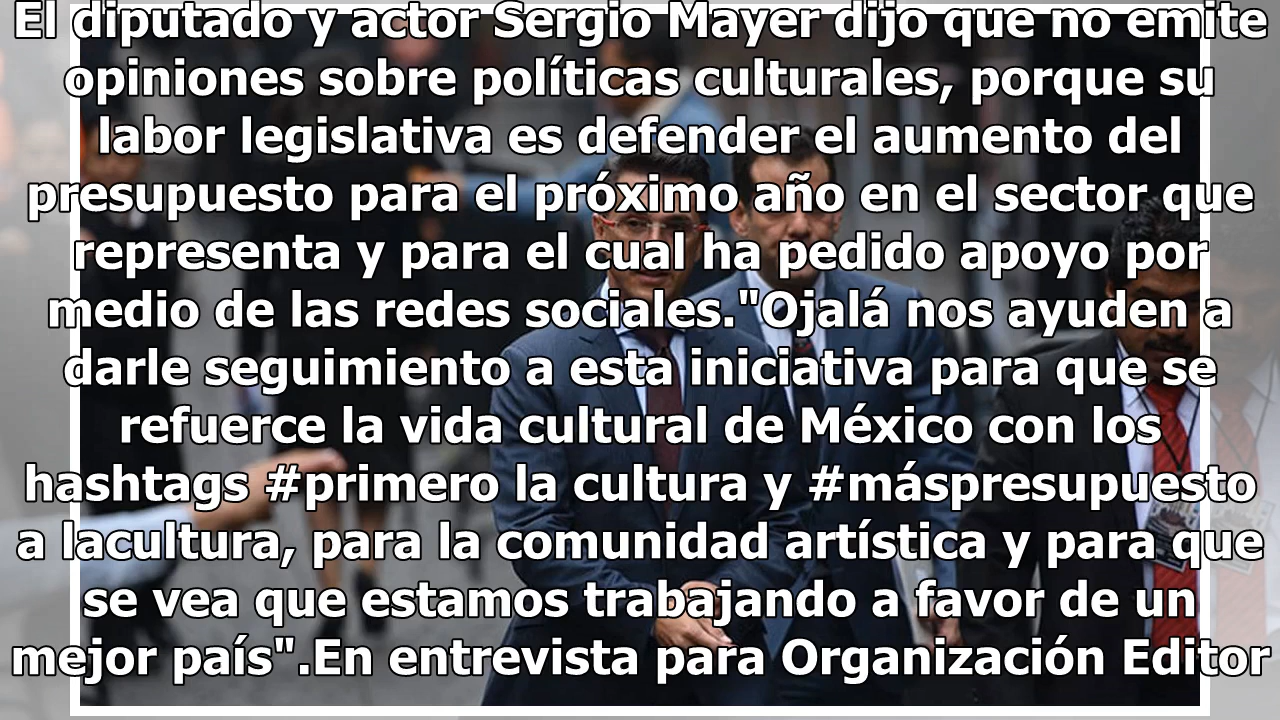 El diputado y actor Sergio Mayer dijo que no emite
opiniones sobre políticas culturales, porque su
labor legislativa es defender el aumento del
presupuesto para el próximo año en el sector que
representa y para el cual ha pedido apoyo por
medio de las redes sociales."Ojalá nos ayuden a
darle seguimiento a esta iniciativa para que se
refuerce la vida cultural de México con los
hashtags #primero la cultura y #máspresupuesto
a lacultura, para la comunidad artística y para que
se vea que estamos trabajando a favor de un
mejor país".En entrevista para Organización Editor